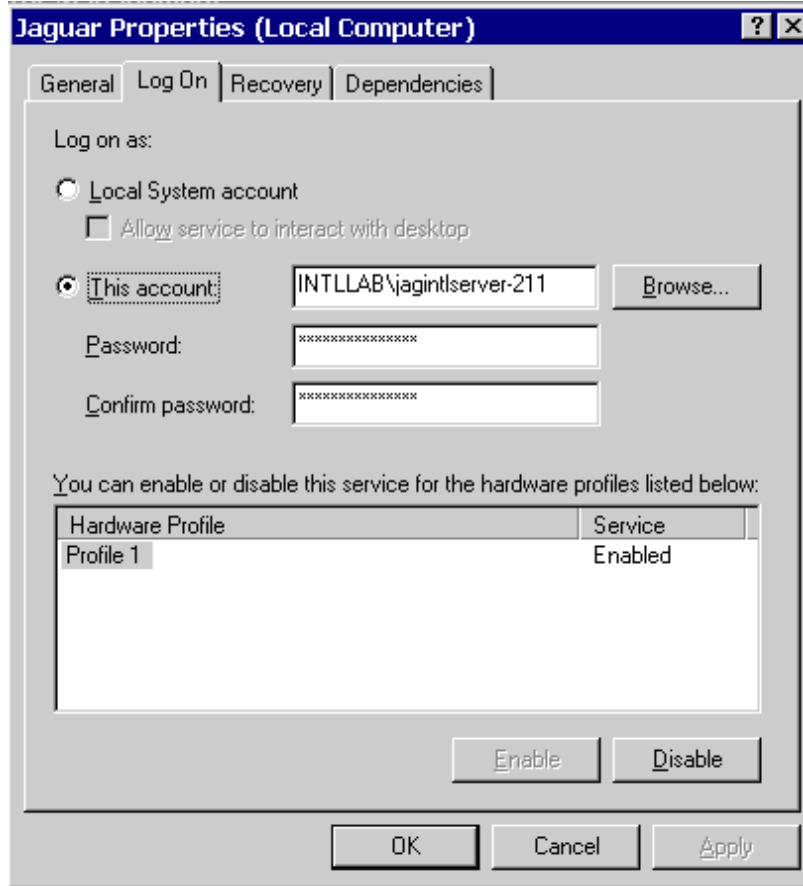 Jaguar Properties (Local Computer)
General Log On Recovery Dependencies
Log on as:
Local System account
Allow service to interact with desktop
This account: INTLLAB\jagintlserver-211 Browse...
Password: ***************
Confirm password: ***************
You can enable or disable this service for the hardware profiles listed below:
Hardware Profile Service
Profile 1 Enabled
Enable Disable
OK Cancel Apply